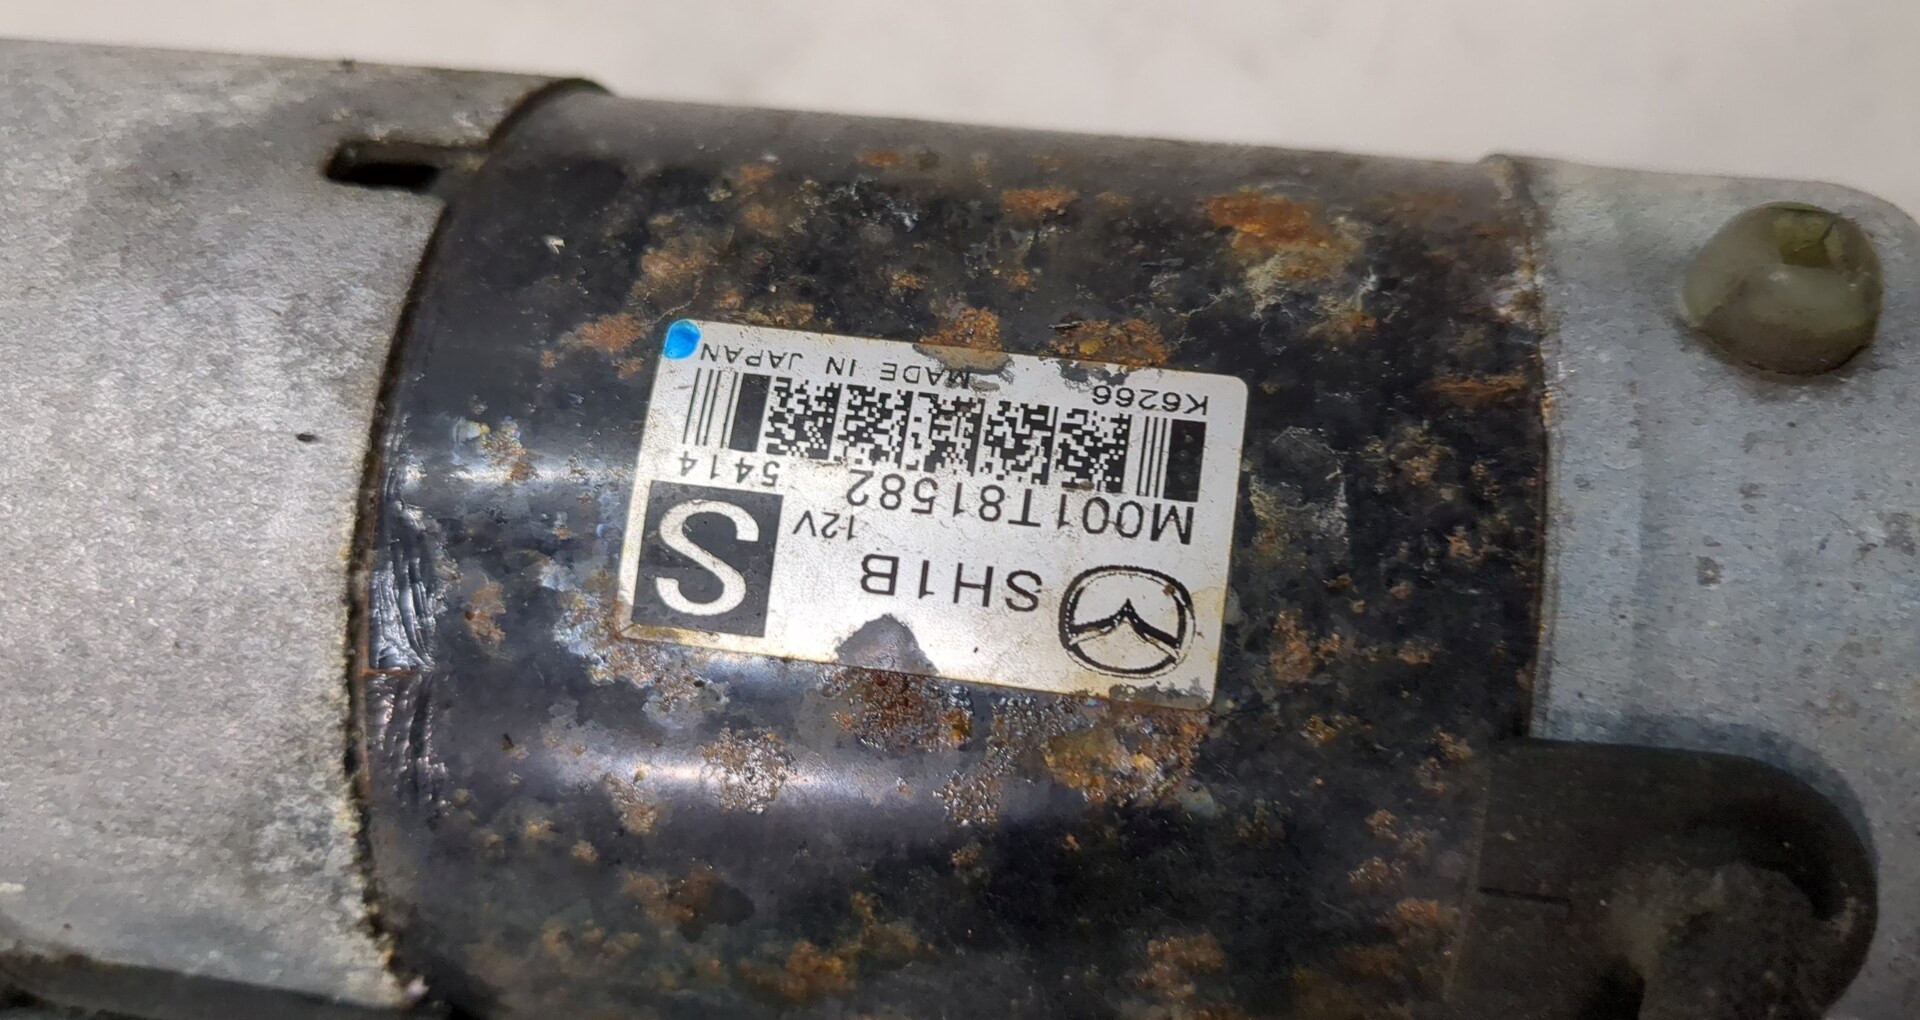 SH1B
12V
S
M001T81582
5414
K6266 MADE IN JAPAN